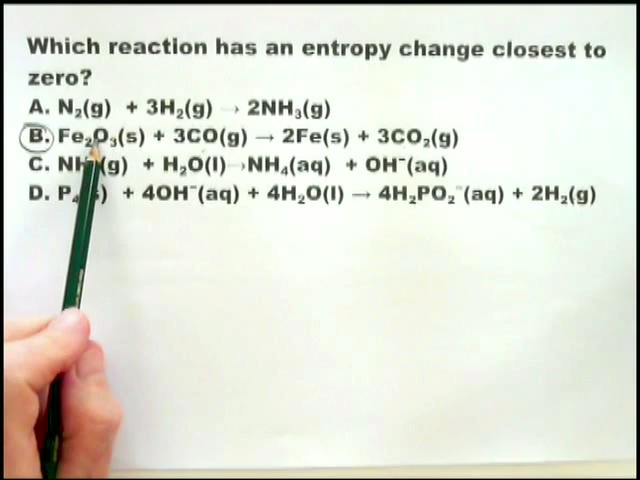 Which reaction has an entropy change closest to
zero?
A. N₂(g) + 3H₂(g) → 2NH₃(g)
B. Fe₂O₃(s) + 3CO(g) → 2Fe(s) + 3CO₂(g)
C. (g) + H₂O(l) → NH₄(aq) + OH⁻(aq)
D. + 4OH⁻(aq) + 4H₂O(l) → 4H₂PO₂⁻(aq) + 2H₂(g)